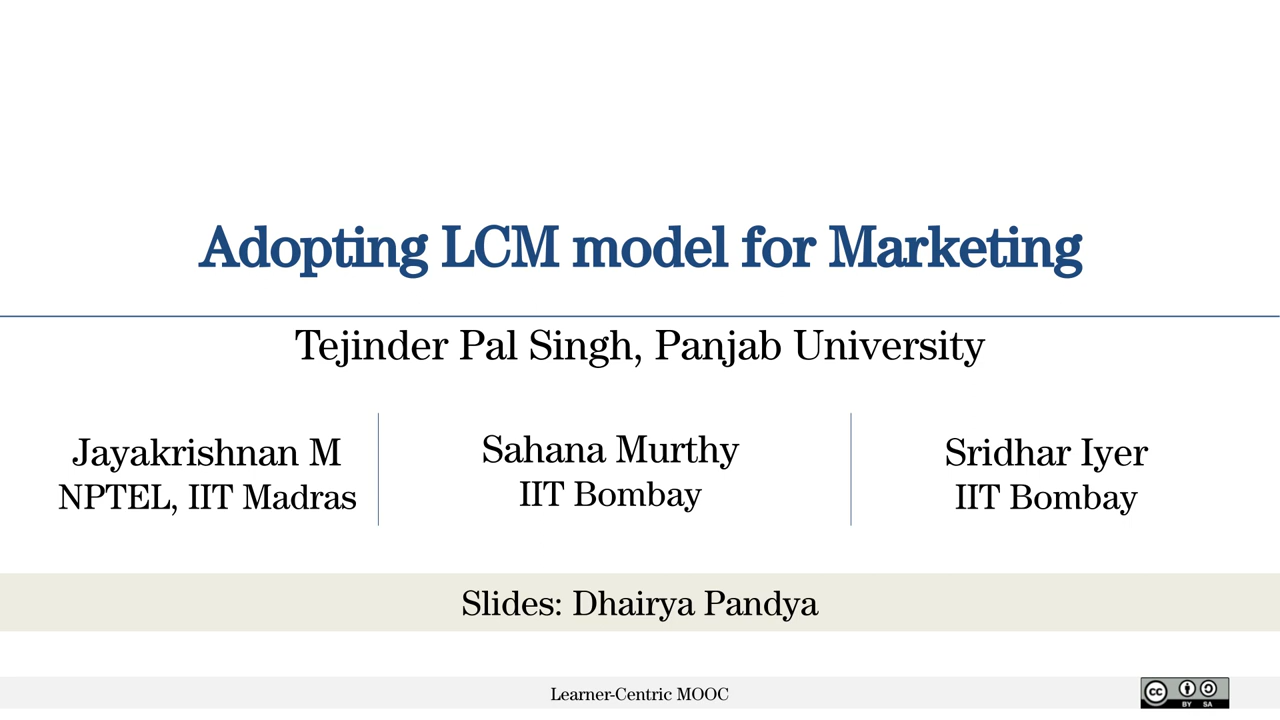 Adopting LCM model for Marketing
Tejinder Pal Singh, Panjab University
Jayakrishnan M
NPTEL, IIT Madras
Sahana Murthy
IIT Bombay
Sridhar Iyer
IIT Bombay
Slides: Dhairya Pandya
Learner-Centric MOOC
cc
BY SA